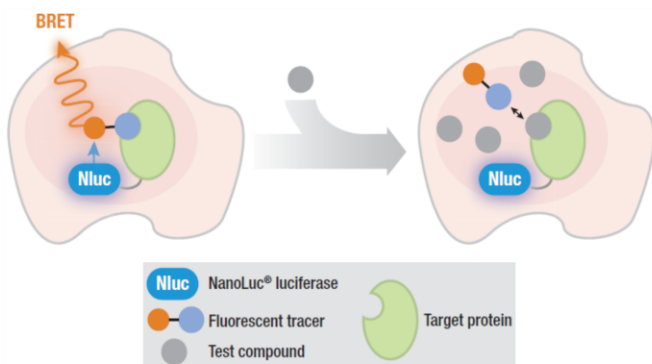 BRET
Nluc
Nluc
Nluc NanoLuc® luciferase
Fluorescent tracer
Target protein
Test compound